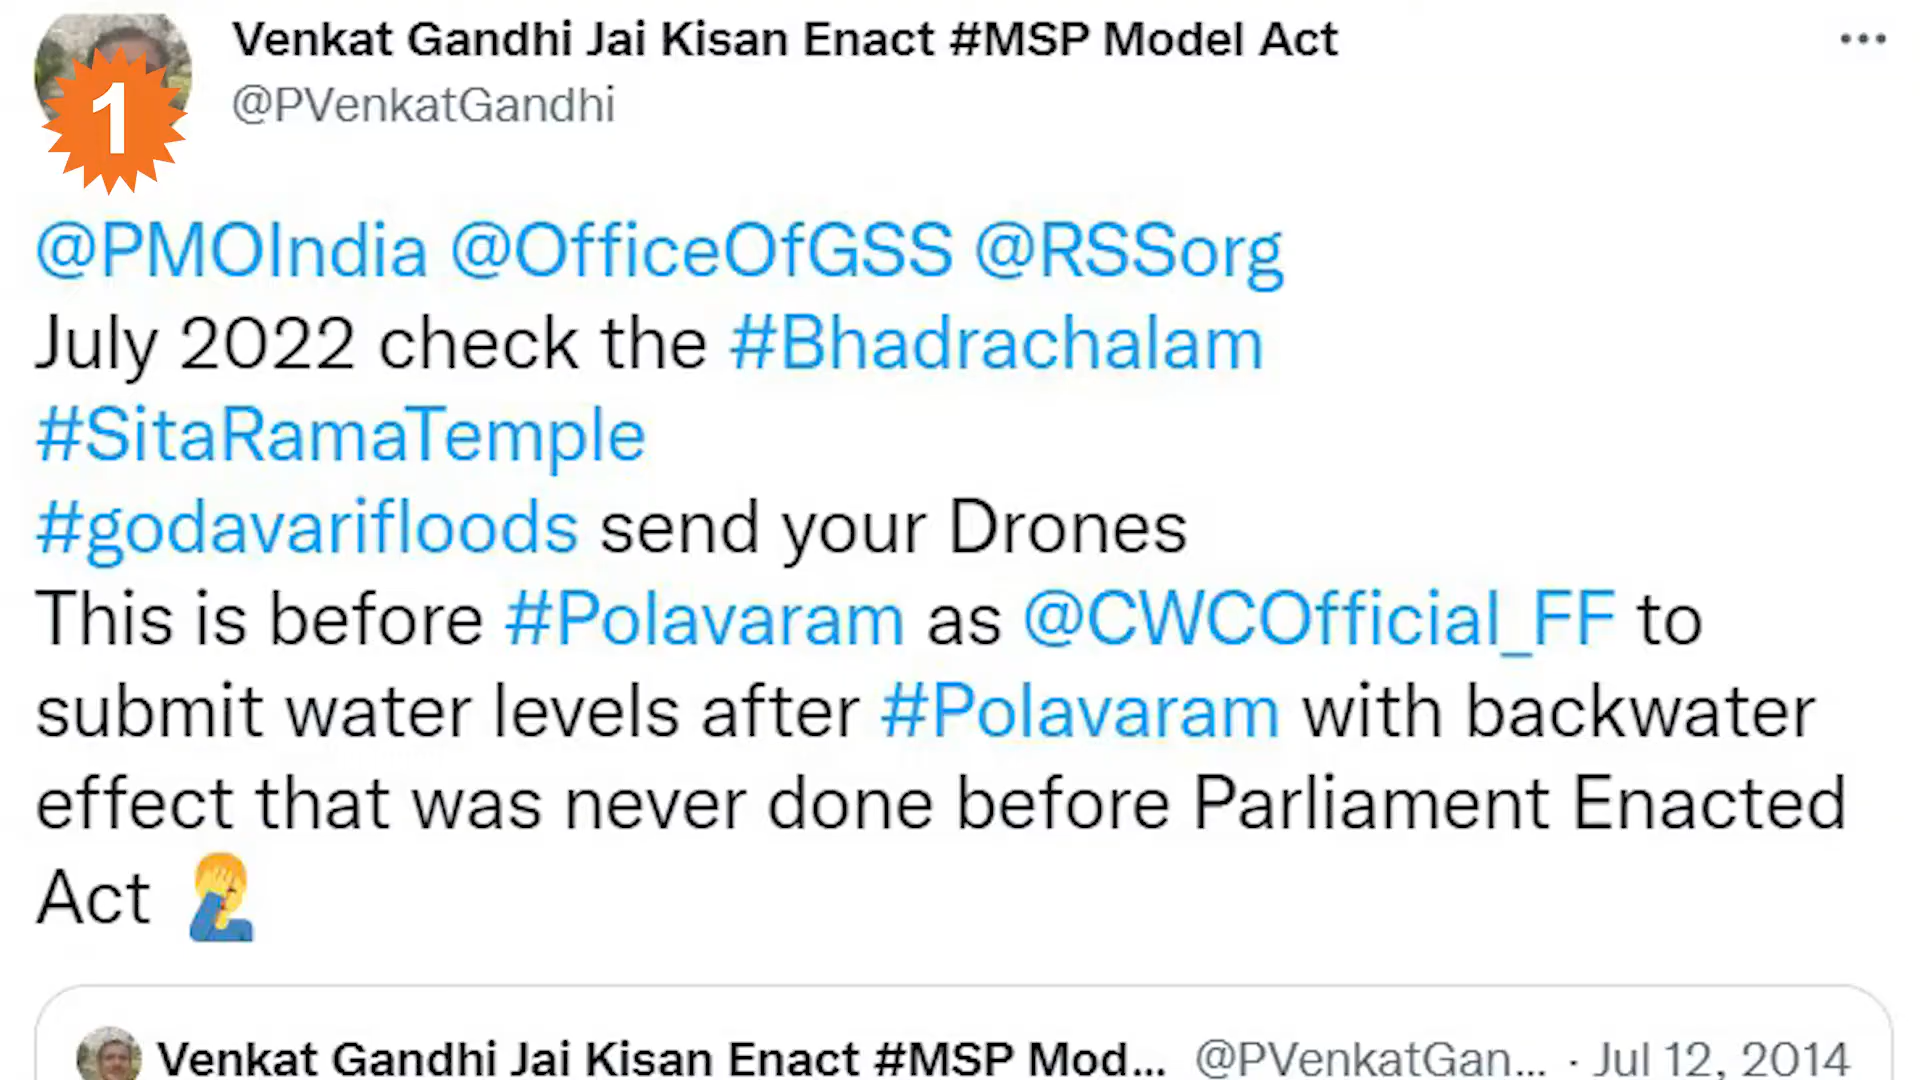 Venkat Gandhi Jai Kisan Enact #MSP Model Act
@PVenkatGandhi
1
@PMOIndia @OfficeOfGSS @RSSorg
July 2022 check the #Bhadrachalam
#SitaRamaTemple
#godavarifloods send your Drones
This is before #Polavaram as @CWCOfficial_FF to
submit water levels after #Polavaram with backwater
effect that was never done before Parliament Enacted
Act 🤦‍♂️
Venkat Gandhi Jai Kisan Enact #MSP Mod... @PVenkatGan... · Jul 12, 2014